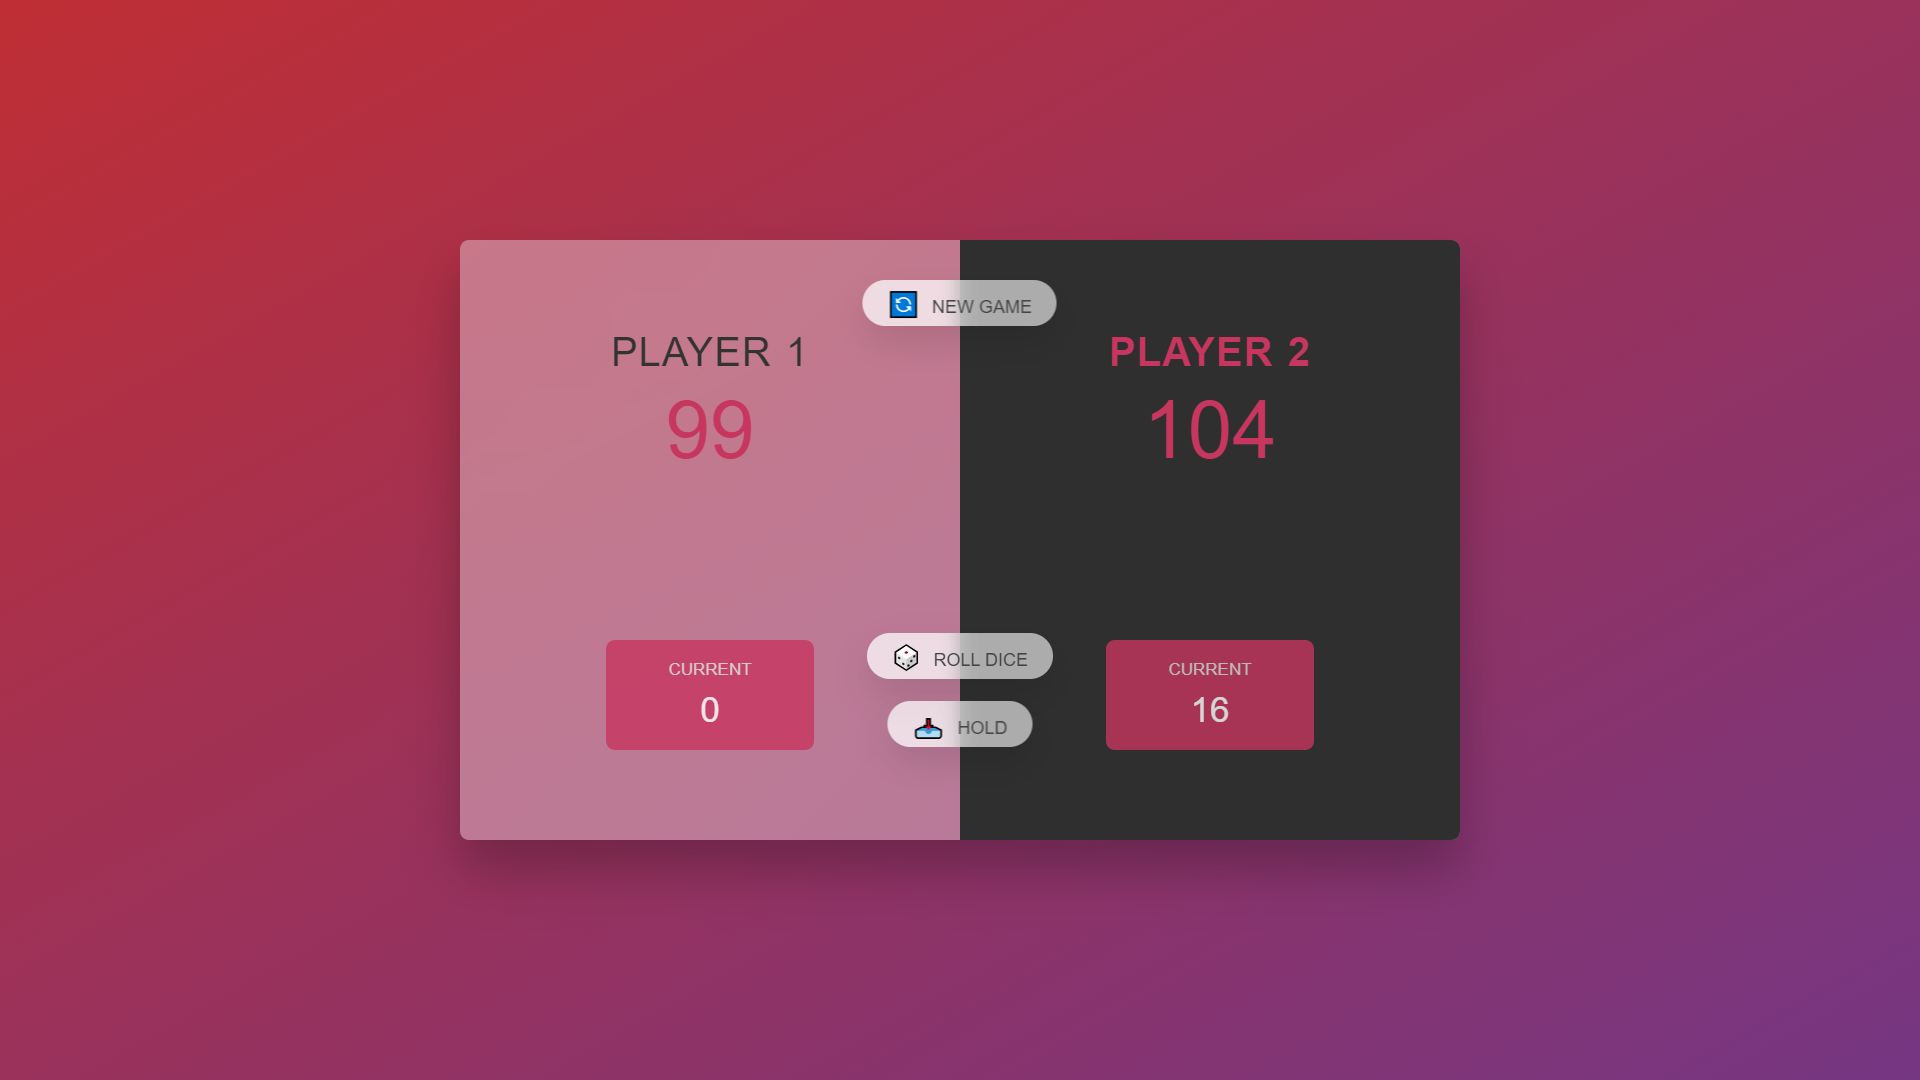 NEW GAME
PLAYER 1
99
PLAYER 2
104
CURRENT
0
ROLL DICE
HOLD
CURRENT
16